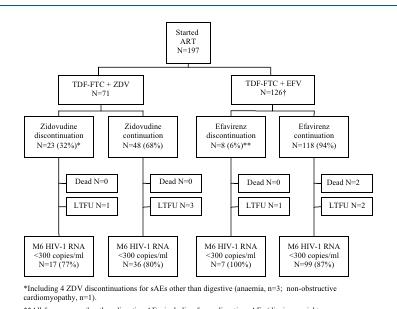 Started
ART
N=197
TDF-FTC + ZDV
N=71
TDF-FTC + EFV
N=126†
Zidovudine
discontinuation
N=23 (32%)*
Zidovudine
continuation
N=48 (68%)
Efavirenz
discontinuation
N=8 (6%)**
Efavirenz
continuation
N=118 (94%)
Dead N=0
Dead N=0
Dead N=0
Dead N=2
LTFU N=1
LTFU N=3
LTFU N=1
LTFU N=2
M6 HIV-1 RNA
<300 copies/ml
N=17 (77%)
M6 HIV-1 RNA
<300 copies/ml
N=36 (80%)
M6 HIV-1 RNA
<300 copies/ml
N=7 (100%)
M6 HIV-1 RNA
<300 copies/ml
N=99 (87%)
*Including 4 ZDV discontinuations for sAEs other than digestive (anaemia, n=3; non-obstructive
cardiomyopathy, n=1).